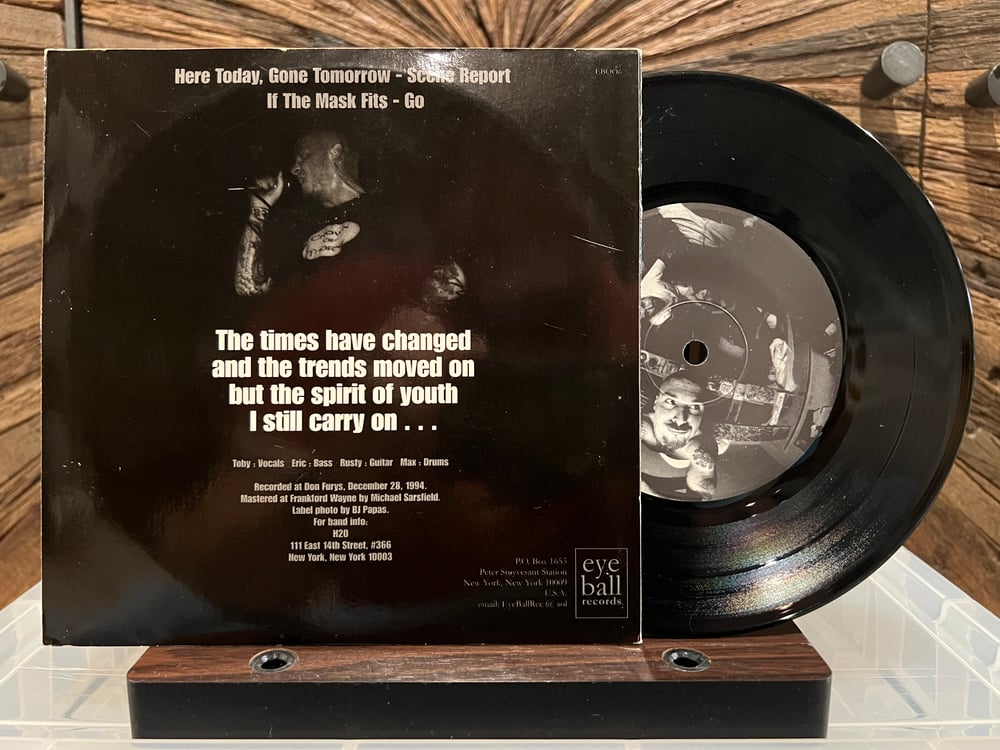 Here Today, Gone Tomorrow - Scene Report
If The Mask Fits - Go
The times have changed
and the trends moved on
but the spirit of youth
I still carry on . . .
Toby : Vocals Eric : Bass Rusty : Guitar Max : Drums
Recorded at Don Furys, December 28, 1994.
Mastered at Frankford Wayne by Michael Sarsfield.
Label photo by BJ Papas.
For band info:
H2O
111 East 14th Street, #366
New York, New York 10003
P.O. Box 1653
Peter Stuyvesant Station
New York, New York 10009
U.S.A.
email: EyeBallRec @ aol
eye
ball
records.